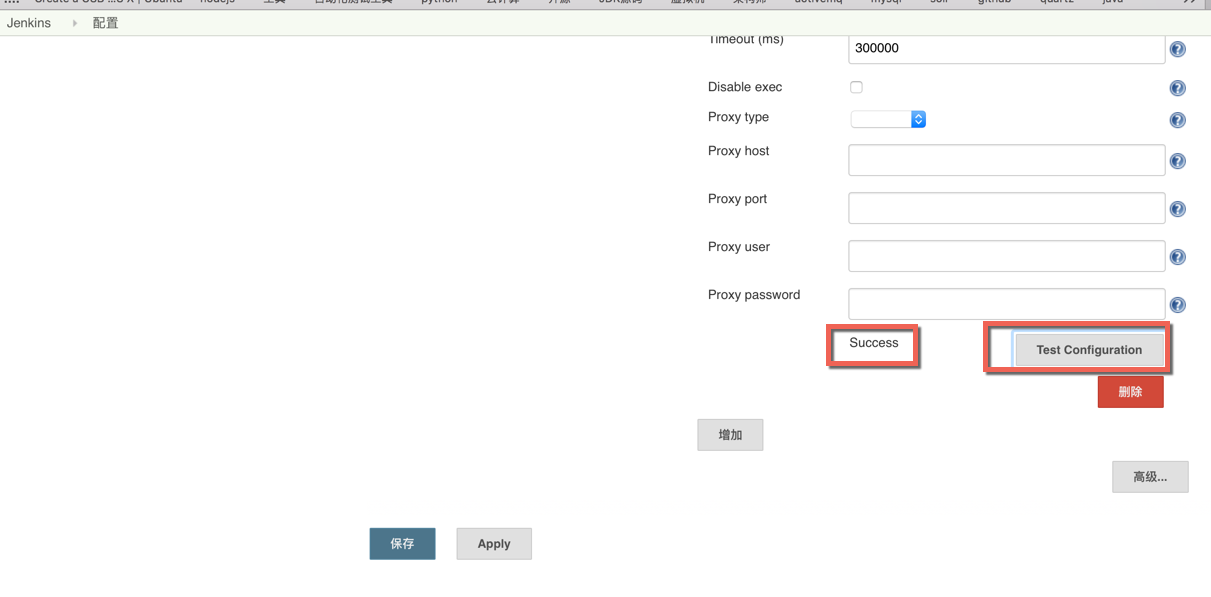 Jenkins 配置
Timeout (ms) 300000
Disable exec
Proxy type
Proxy host
Proxy port
Proxy user
Proxy password
Success Test Configuration
删除
增加
高级...
保存 Apply